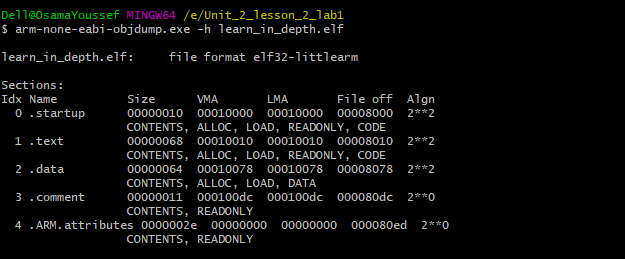 Dell@OsamaYoussef MINGW64 /e/Unit_2_lesson_2_lab1
$ arm-none-eabi-objdump.exe -h learn_in_depth.elf
learn_in_depth.elf:     file format elf32-littlearm
Sections:
Idx Name          Size      VMA       LMA       File off  Algn
  0 .startup      00000010  00010000  00010000  00008000  2**2
                  CONTENTS, ALLOC, LOAD, READONLY, CODE
  1 .text         00000068  00010010  00010010  00008010  2**2
                  CONTENTS, ALLOC, LOAD, READONLY, CODE
  2 .data         00000064  00010078  00010078  00008078  2**2
                  CONTENTS, ALLOC, LOAD, DATA
  3 .comment      00000011  000100dc  000100dc  000080dc  2**0
                  CONTENTS, READONLY
  4 .ARM.attributes 0000002e  00000000  00000000  000080ed  2**0
                  CONTENTS, READONLY